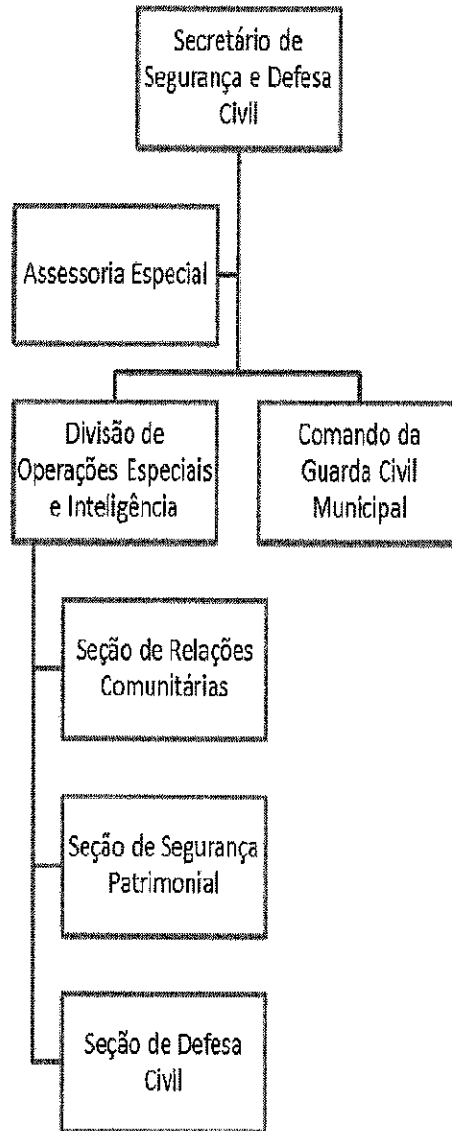 Secretário de
Segurança e Defesa
Civil
Assessoria Especial
Divisão de
Operações Especiais
e Inteligência
Comando da
Guarda Civil
Municipal
Seção de Relações
Comunitárias
Seção de Segurança
Patrimonial
Seção de Defesa
Civil